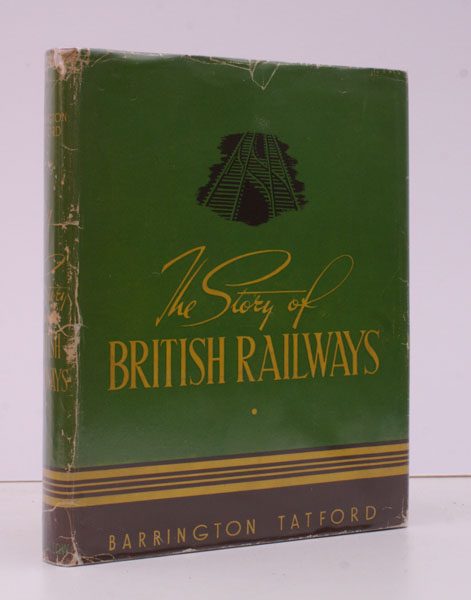 The Story of
BRITISH RAILWAYS
BARRINGTON TATFORD